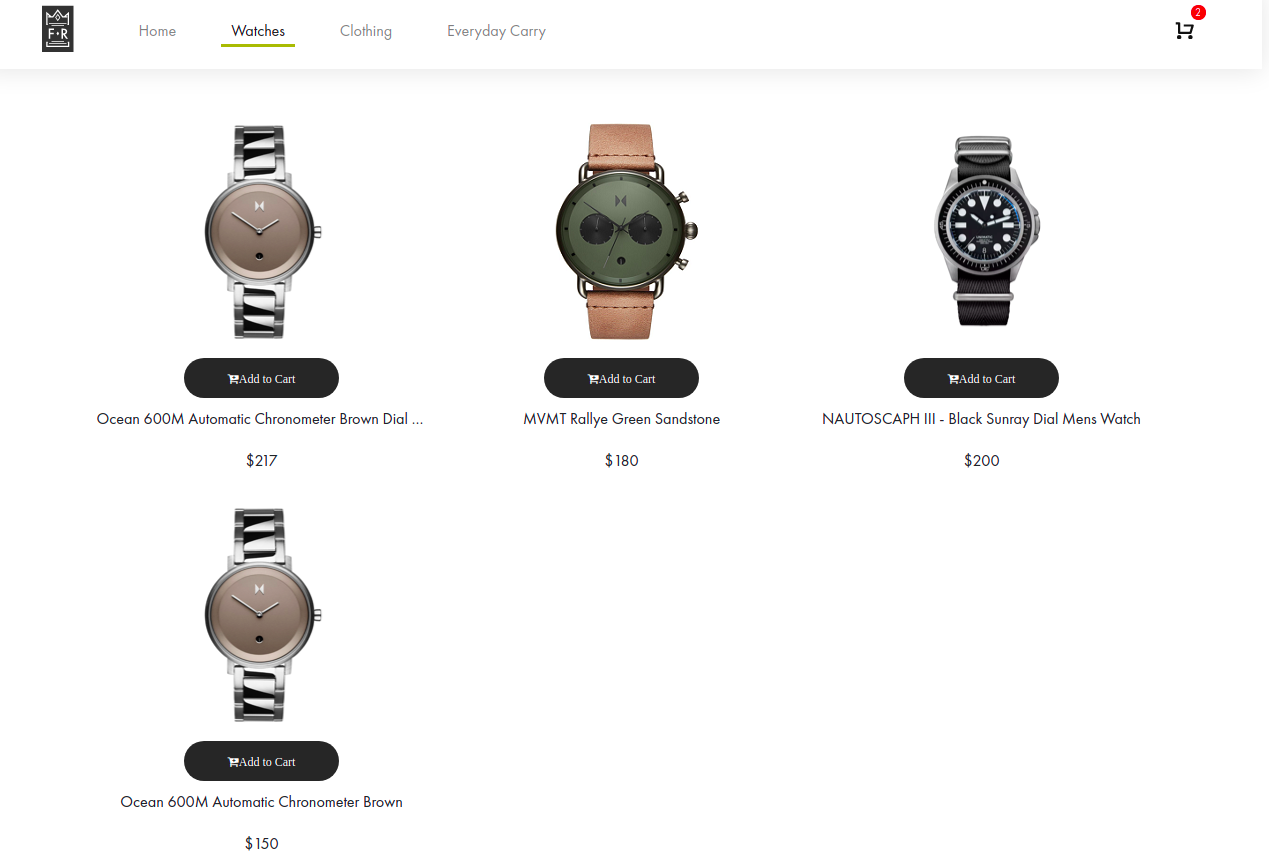 F R
Home Watches Clothing Everyday Carry 2
Add to Cart Add to Cart Add to Cart
Ocean 600M Automatic Chronometer Brown Dial ... MVMT Rallye Green Sandstone NAUTOSCAPH III - Black Sunray Dial Mens Watch
$217 $180 $200
Add to Cart
Ocean 600M Automatic Chronometer Brown
$150